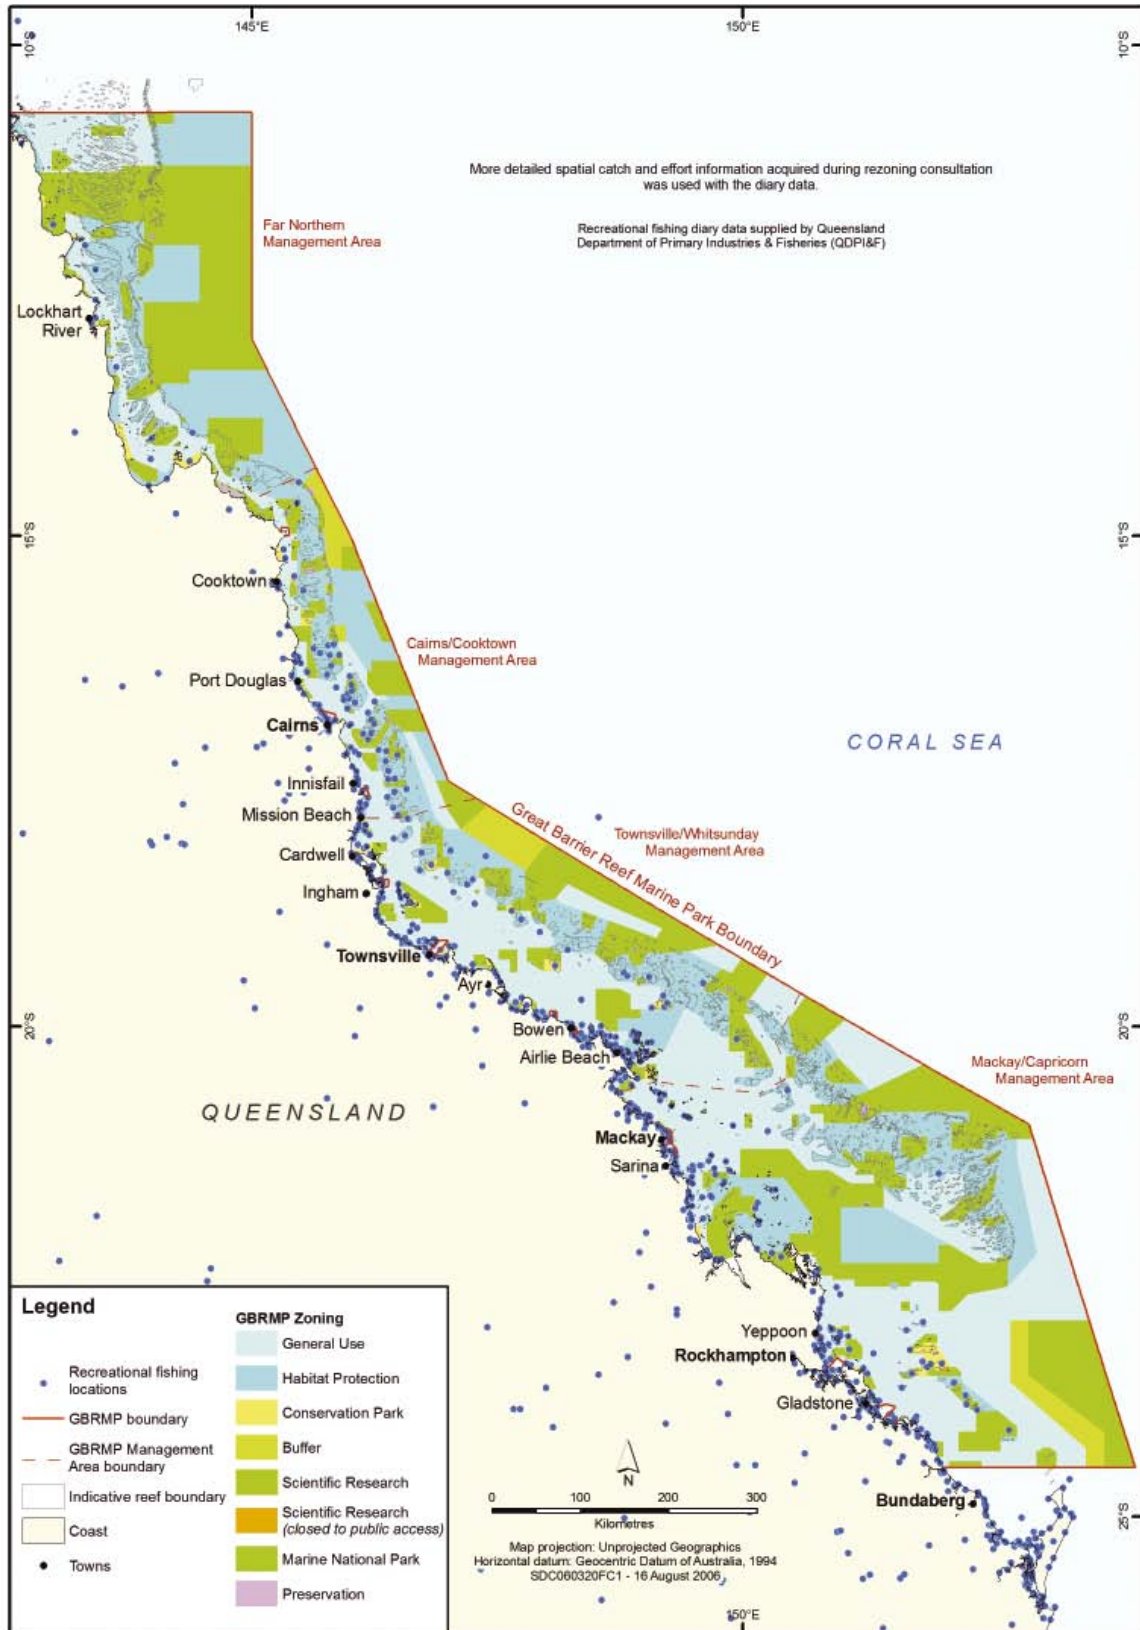 145°E
150°E
10°S
10°S
More detailed spatial catch and effort information acquired during rezoning consultation
was used with the diary data.
Recreational fishing diary data supplied by Queensland
Department of Primary Industries & Fisheries (QDPI&F)
Far Northern
Management Area
Lockhart
River
15°S
15°S
Cooktown
Cairns/Cooktown
Management Area
Port Douglas
Cairns
CORAL SEA
Innisfail
Mission Beach
Great Barrier Reef Marine Park Boundary
Townsville/Whitsunday
Management Area
Cardwell
Ingham
Townsville
Ayr
20°S
20°S
Bowen
Airlie Beach
Mackay/Capricorn
Management Area
QUEENSLAND
Mackay
Sarina
Yeppoon
Rockhampton
Gladstone
Bundaberg
25°S
Legend
Recreational fishing
locations
GBRMP boundary
GBRMP Management
Area boundary
Indicative reef boundary
Coast
Towns
GBRMP Zoning
General Use
Habitat Protection
Conservation Park
Buffer
Scientific Research
Scientific Research
(closed to public access)
Marine National Park
Preservation
N
0 100 200 300
Kilometres
Map projection: Unprojected Geographics
Horizontal datum: Geocentric Datum of Australia, 1994
SDC060320FC1 - 16 August 2006
150°E